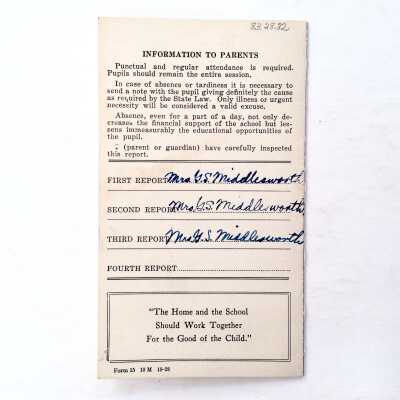 83.28.82
INFORMATION TO PARENTS
Punctual and regular attendance is required.
Pupils should remain the entire session.
In case of absence or tardiness it is necessary to
send a note with the pupil giving definitely the cause
as required by the State Law. Only illness or urgent
necessity will be considered a valid excuse.
Absence, even for a part of a day, not only de-
creases the financial support of the school but les-
sens immeasurably the educational opportunities of
the pupil.
(parent or guardian) have carefully inspected
this report.
FIRST REPORT Mrs. G.S. Middlesworth
SECOND REPORT Mrs. G.S. Middlesworth
THIRD REPORT Mrs. G.S. Middlesworth
FOURTH REPORT
"The Home and the School
Should Work Together
For the Good of the Child."
Form 35 10 M 10-28